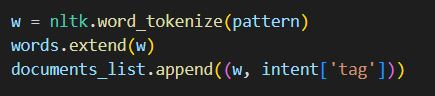 w = nltk.word_tokenize(pattern)
words.extend(w)
documents_list.append((w, intent['tag']))